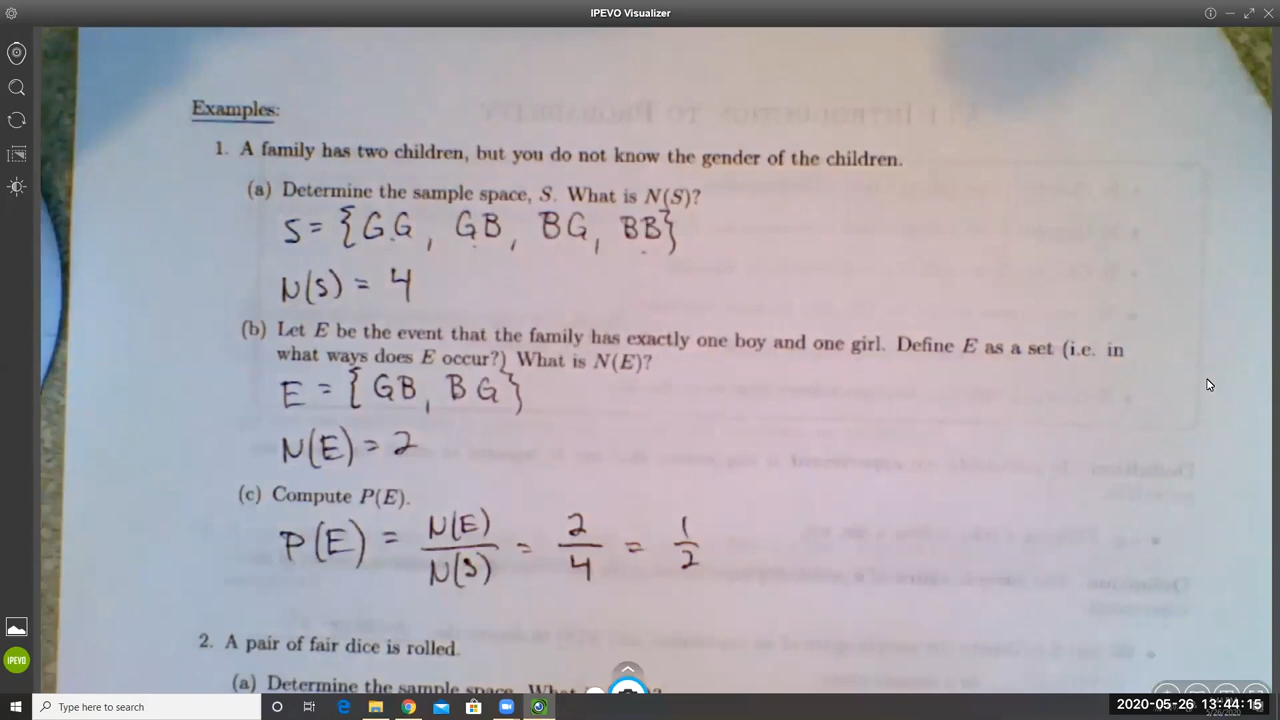 IPEVO Visualizer
Examples:
1. A family has two children, but you do not know the gender of the children.
(a) Determine the sample space, S. What is N(S)?
S = {GG, GB, BG, BB}
N(S) = 4
(b) Let E be the event that the family has exactly one boy and one girl. Define E as a set (i.e. in
what ways does E occur?) What is N(E)?
E = {GB, BG}
N(E) = 2
(c) Compute P(E).
P(E) = N(E)/N(S) = 2/4 = 1/2
2. A pair of fair dice is rolled.
(a) Determine the sample space. What
IPEVO
Type here to search
2020-05-26 13:44:15